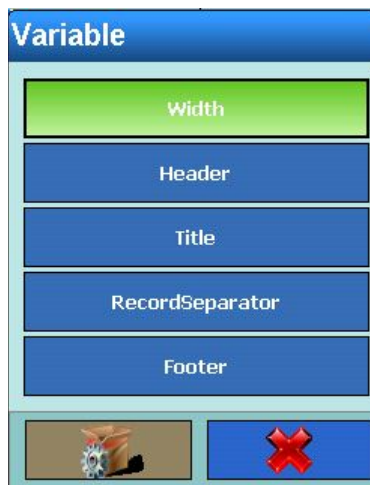 Variable
Width
Header
Title
RecordSeparator
Footer